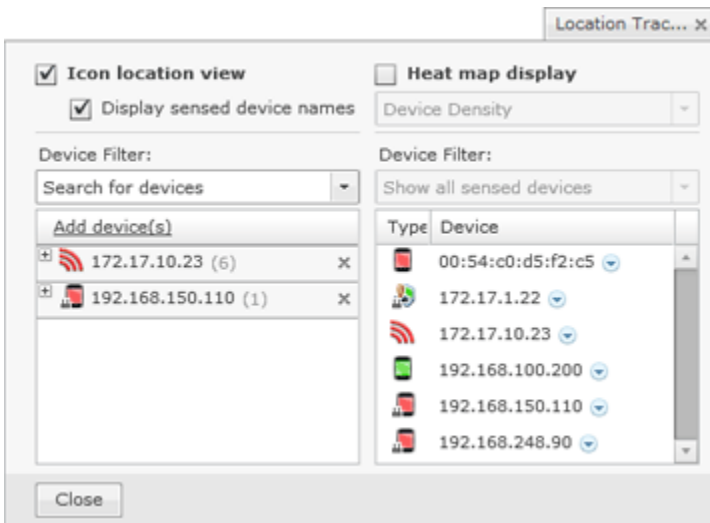 Location Trac... x
Icon location view
Display sensed device names
Heat map display
Device Density
Device Filter:
Search for devices
Add device(s)
172.17.10.23 (6)
192.168.150.110 (1)
Device Filter:
Show all sensed devices
Type Device
00:54:c0:d5:f2:c5
172.17.1.22
172.17.10.23
192.168.100.200
192.168.150.110
192.168.248.90
Close